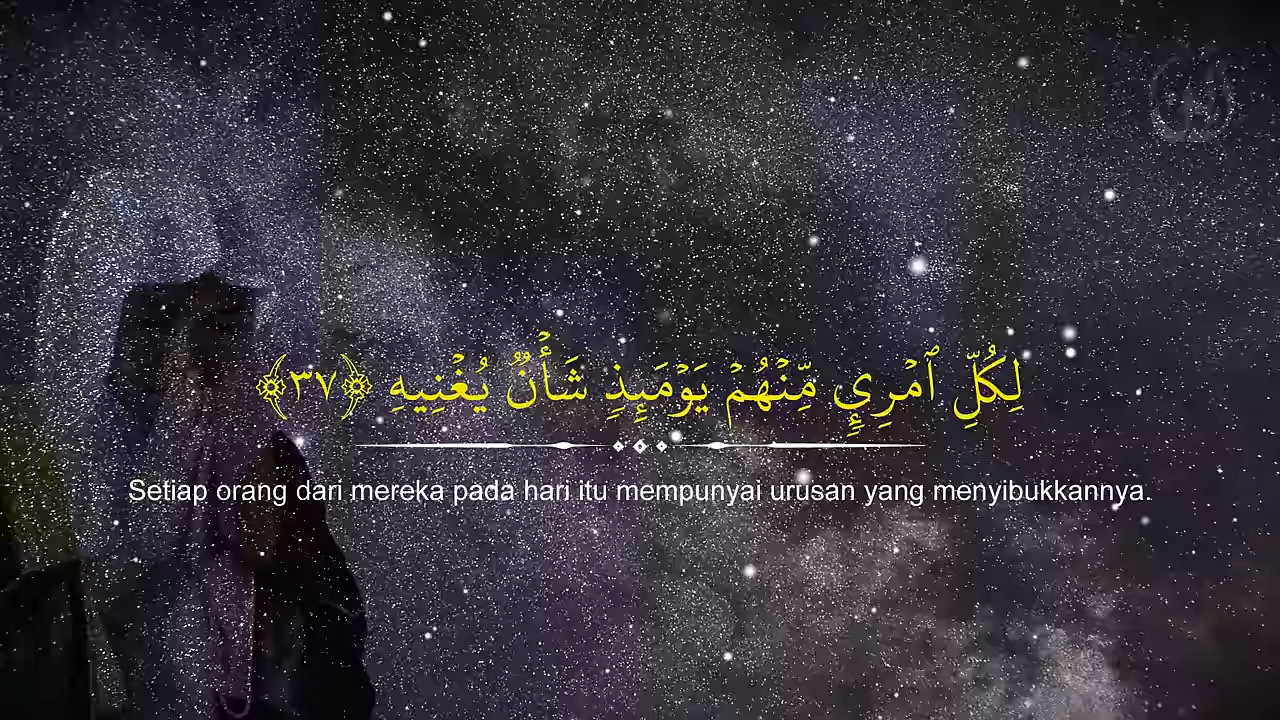 لِكُلِّ ٱمۡرِيٕٖ مِّنۡهُمۡ يَوۡمَئِذٖ شَأۡنٞ يُغۡنِيهِ ﴿٣٧﴾
Setiap orang dari mereka pada hari itu mempunyai urusan yang menyibukkannya.